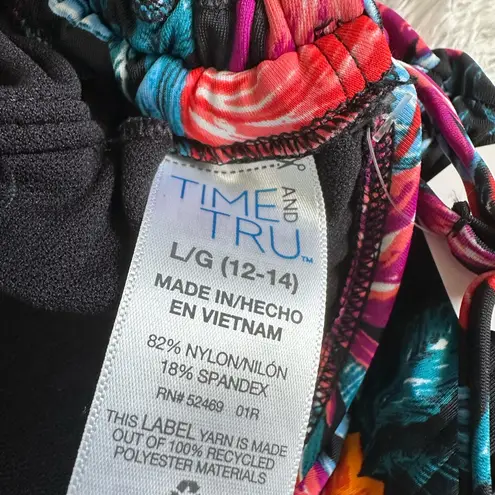 TIME AND
TRU™
L/G (12-14)
MADE IN/HECHO
EN VIETNAM
82% NYLON/NILÓN
18% SPANDEX
RN# 52469 01R
THIS LABEL YARN IS MADE
OUT OF 100% RECYCLED
POLYESTER MATERIALS